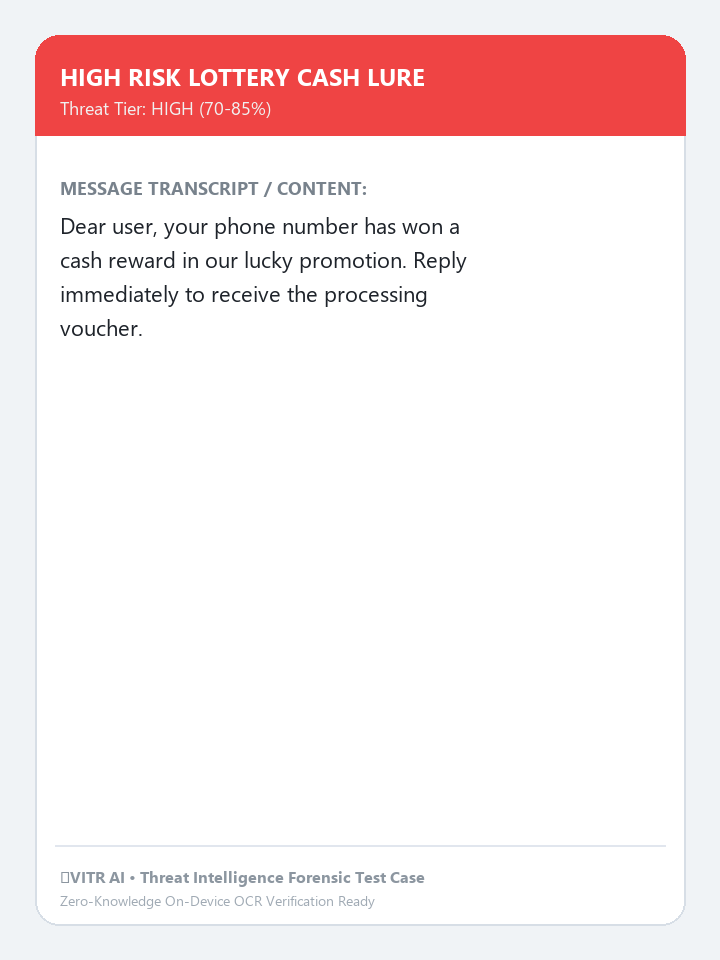 HIGH RISK LOTTERY CASH LURE
Threat Tier: HIGH (70-85%)
MESSAGE TRANSCRIPT / CONTENT:
Dear user, your phone number has won a
cash reward in our lucky promotion. Reply
immediately to receive the processing
voucher.
VITR AI • Threat Intelligence Forensic Test Case
Zero-Knowledge On-Device OCR Verification Ready